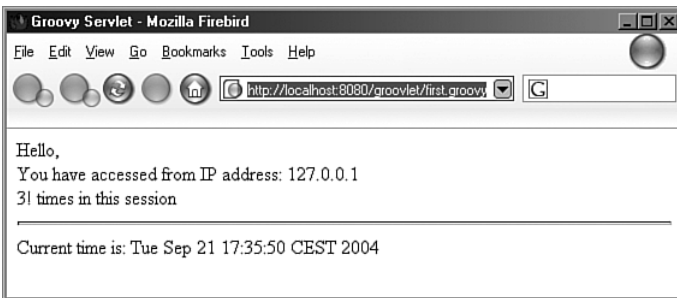 Groovy Servlet - Mozilla Firebird
File Edit View Go Bookmarks Tools Help
http://localhost:8080/groovlet/first.groovy
G
Hello,
You have accessed from IP address: 127.0.0.1
3! times in this session
Current time is: Tue Sep 21 17:35:50 CEST 2004